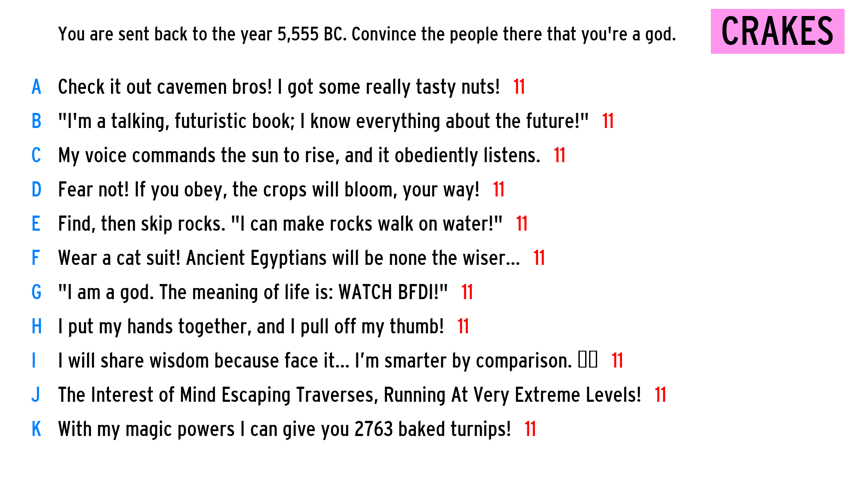 You are sent back to the year 5,555 BC. Convince the people there that you're a god.
CRAKES
A Check it out cavemen bros! I got some really tasty nuts! 11
B "I'm a talking, futuristic book; I know everything about the future!" 11
C My voice commands the sun to rise, and it obediently listens. 11
D Fear not! If you obey, the crops will bloom, your way! 11
E Find, then skip rocks. "I can make rocks walk on water!" 11
F Wear a cat suit! Ancient Egyptians will be none the wiser... 11
G "I am a god. The meaning of life is: WATCH BFDI!" 11
H I put my hands together, and I pull off my thumb! 11
I I will share wisdom because face it... I’m smarter by comparison. 11
J The Interest of Mind Escaping Traverses, Running At Very Extreme Levels! 11
K With my magic powers I can give you 2763 baked turnips! 11